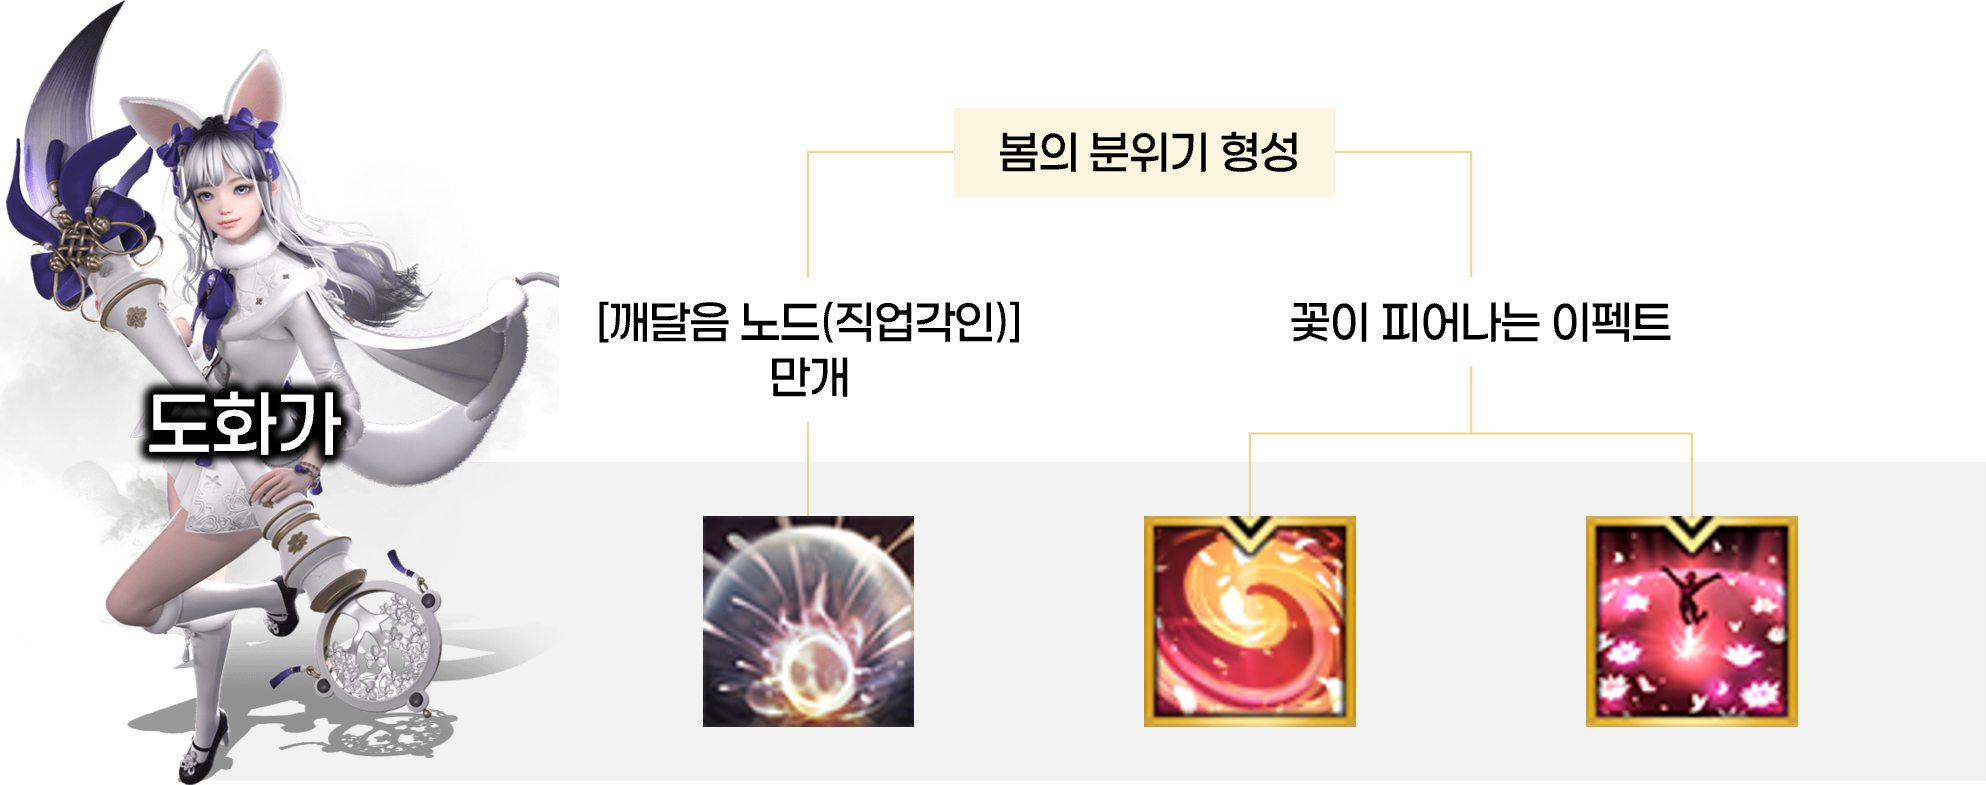 봄의 분위기 형성
[깨달음 노드(직업각인)]
만개
꽃이 피어나는 이펙트
도화가